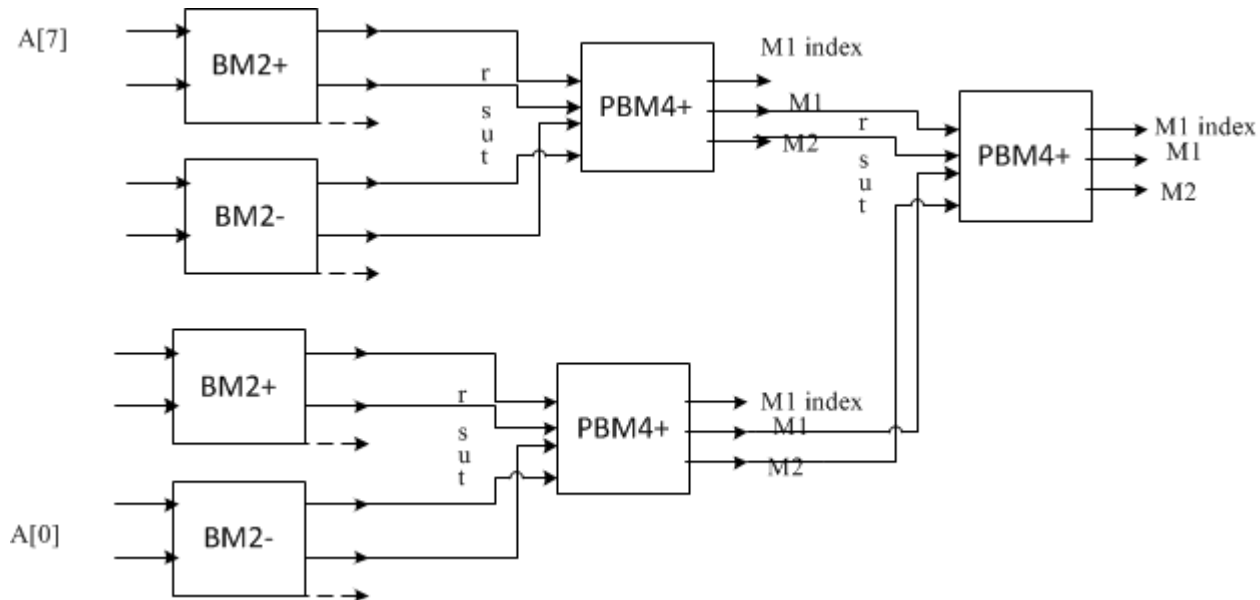 A[7]
BM2+
r
s
u
t
PBM4+
M1 index
M1
M2
BM2-
r
s
u
t
PBM4+
M1 index
M1
M2
BM2+
r
s
u
t
PBM4+
M1 index
M1
M2
A[0]
BM2-